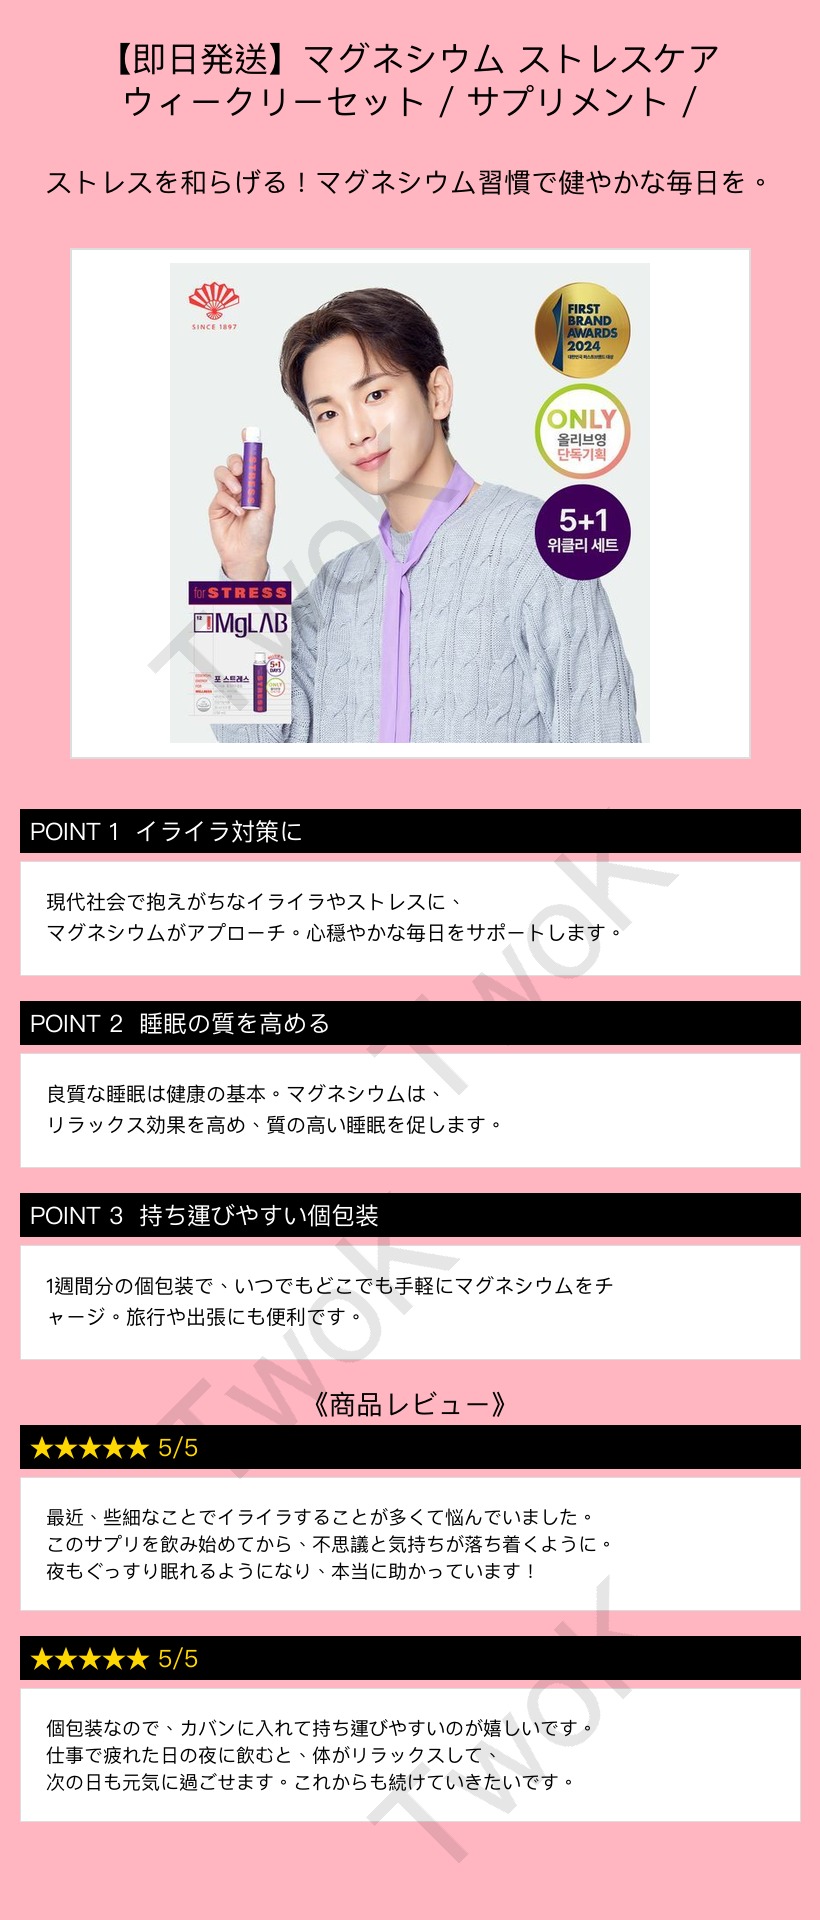 【即日発送】マグネシウム ストレスケア
ウィークリーセット / サプリメント /
ストレスを和らげる！マグネシウム習慣で健やかな毎日を。
SINCE 1897
FIRST
BRAND
AWARDS
2024
대한민국 퍼스트브랜드 대상
ONLY
올리브영
단독기획
5+1
위클리 세트
STRESS
for STRESS
12
MgLAB
포 스트레스
5+1
DAYS
ONLY
STRESS
POINT 1 イライラ対策に
現代社会で抱えがちなイライラやストレスに、
マグネシウムがアプローチ。心穏やかな毎日をサポートします。
POINT 2 睡眠の質を高める
良質な睡眠は健康の基本。マグネシウムは、
リラックス効果を高め、質の高い睡眠を促します。
POINT 3 持ち運びやすい個包装
1週間分の個包装で、いつでもどこでも手軽にマグネシウムをチ
ャージ。旅行や出張にも便利です。
《商品レビュー》
★★★★★ 5/5
最近、些細なことでイライラすることが多くて悩んでいました。
このサプリを飲み始めてから、不思議と気持ちが落ち着くように。
夜もぐっすり眠れるようになり、本当に助かっています！
★★★★★ 5/5
個包装なので、カバンに入れて持ち運びやすいのが嬉しいです。
仕事で疲れた日の夜に飲むと、体がリラックスして、
次の日も元気に過ごせます。これからも続けていきたいです。
TwoK
TwoK
TwoK
TwoK